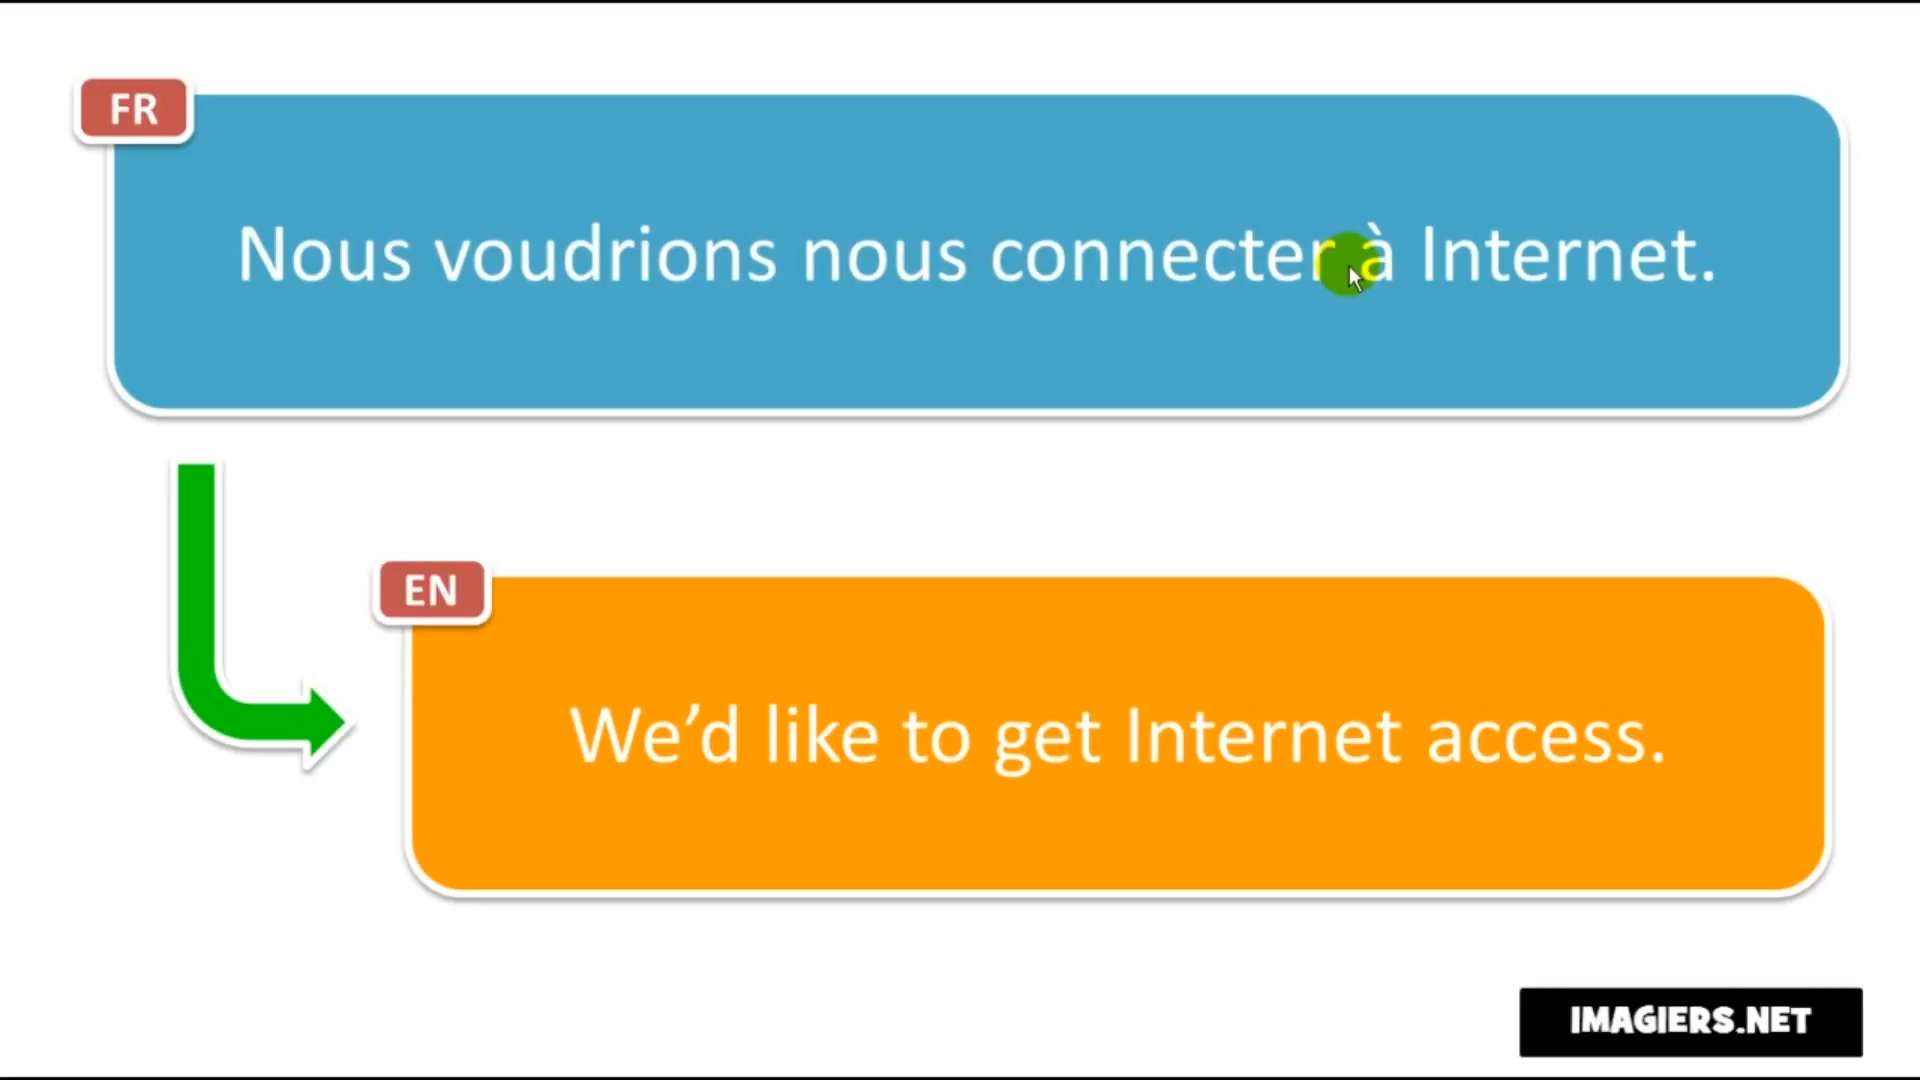 FR
Nous voudrions nous connecter à Internet.
EN
We’d like to get Internet access.
IMAGIERS.NET